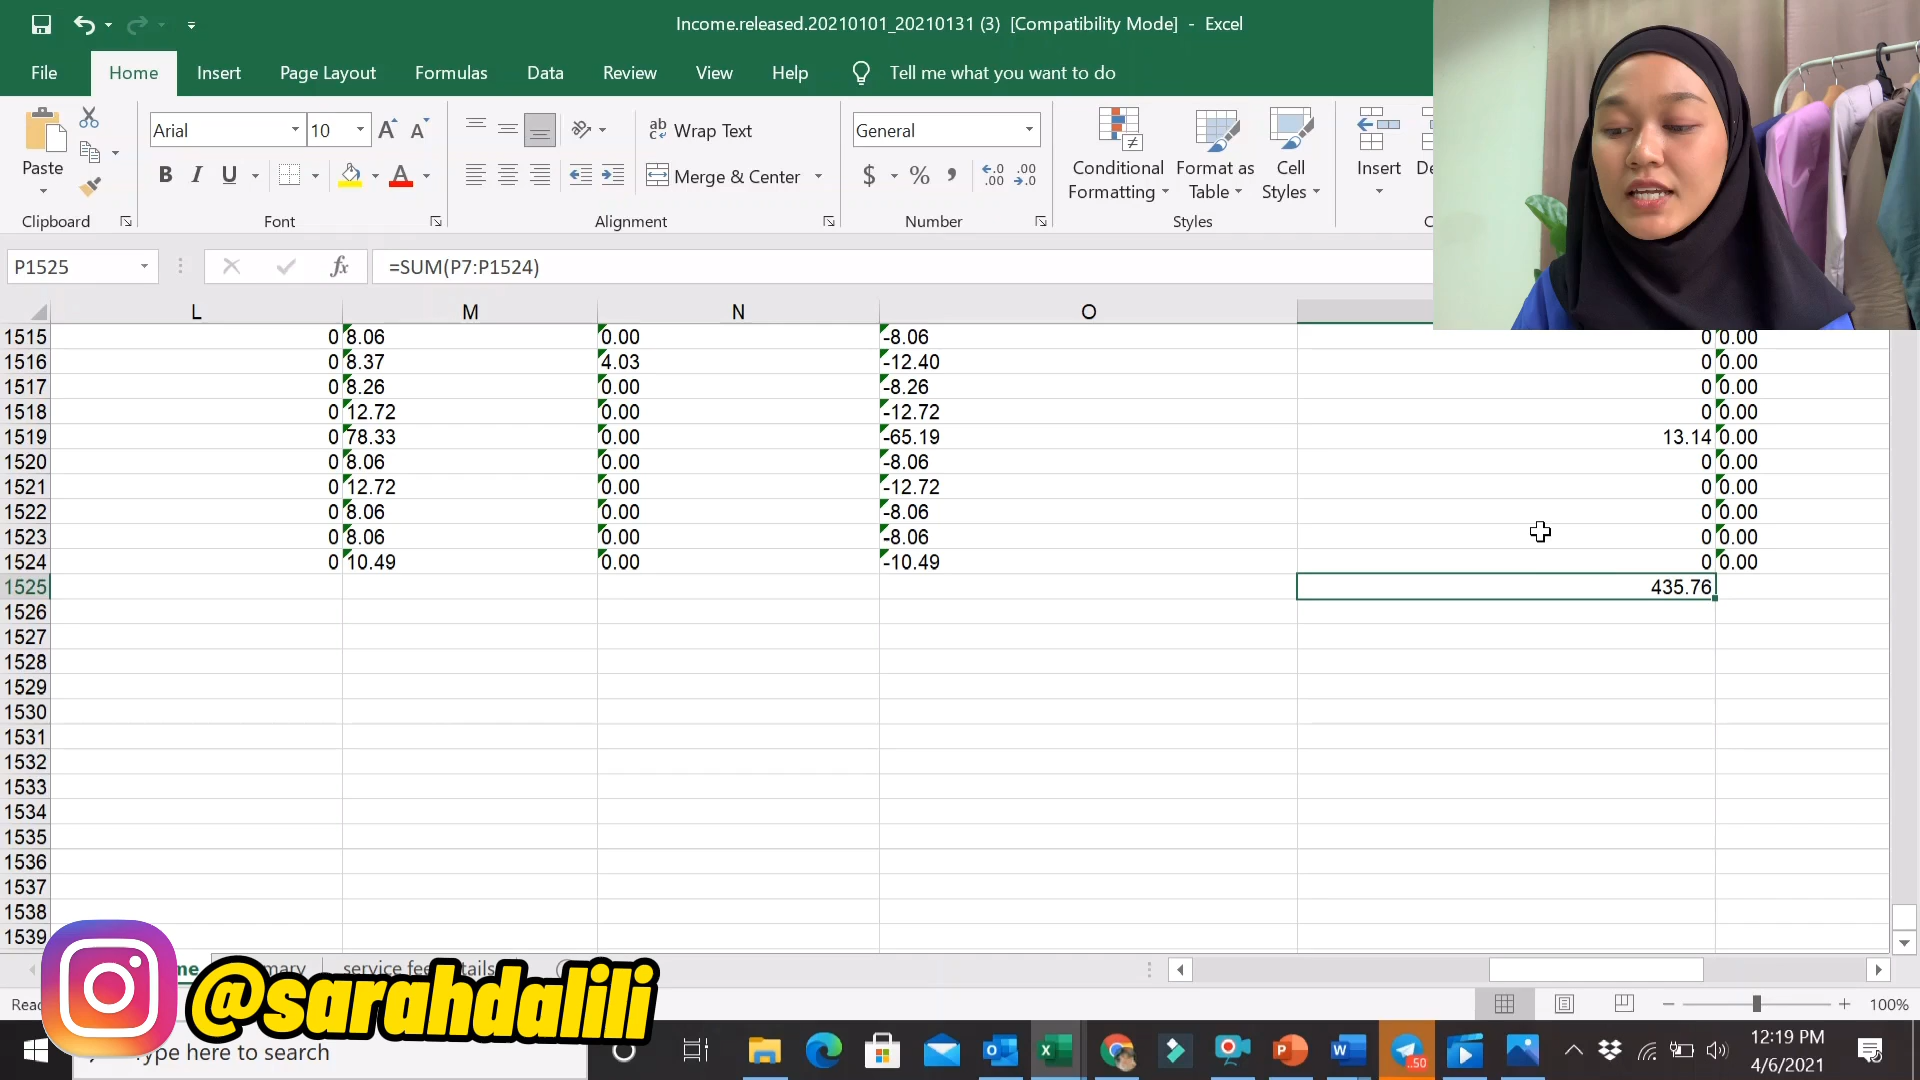 Income.released.20210101_20210131 (3) [Compatibility Mode] - Excel
File Home Insert Page Layout Formulas Data Review View Help Tell me what you want to do
Paste
Clipboard
Arial 10
B I U
Font
Wrap Text
Merge & Center
Alignment
General
$ % ,
Number
Conditional Formatting
Format as Table
Cell Styles
Styles
Insert
P1525 fx =SUM(P7:P1524)
L M N O
1515 0 8.06 0.00 -8.06 0 0.00
1516 0 8.37 4.03 -12.40 0 0.00
1517 0 8.26 0.00 -8.26 0 0.00
1518 0 12.72 0.00 -12.72 0 0.00
1519 0 78.33 0.00 -65.19 13.14 0.00
1520 0 8.06 0.00 -8.06 0 0.00
1521 0 12.72 0.00 -12.72 0 0.00
1522 0 8.06 0.00 -8.06 0 0.00
1523 0 8.06 0.00 -8.06 0 0.00
1524 0 10.49 0.00 -10.49 0 0.00
1525 435.76
1526
1527
1528
1529
1530
1531
1532
1533
1534
1535
1536
1537
1538
1539
service fee
@sarahdalili
100%
ype here to search
50
12:19 PM
4/6/2021